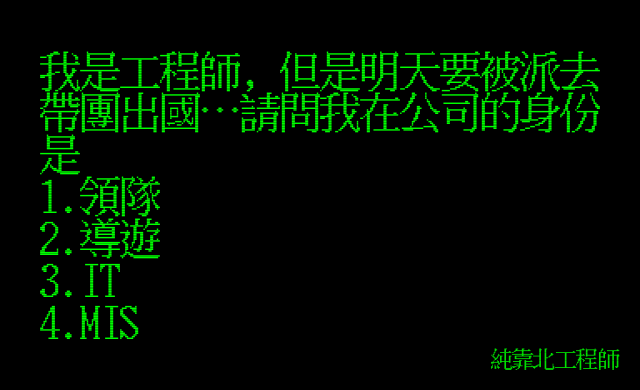 我是工程師, 但是明天要被派去
帶團出國…請問我在公司的身份
是
1.領隊
2.導遊
3.IT
4.MIS
純靠北工程師